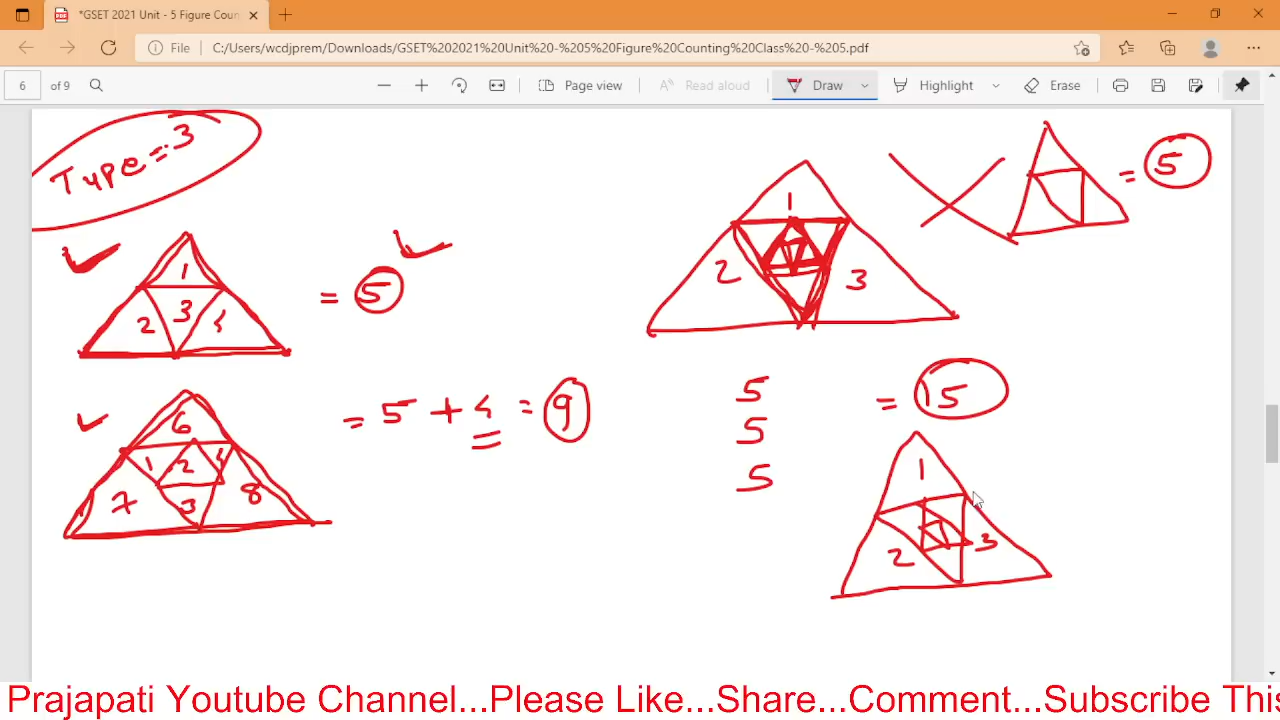 *GSET 2021 Unit - 5 Figure Coun
File C:/Users/wcdjprem/Downloads/GSET%202021%20Unit%20-%205%20Figure%20Counting%20Class%20-%205.pdf
6 of 9 Page view Read aloud Draw Highlight Erase
Type=3
1
2 3 4
= 5
6
1 2 4
7 3 8
= 5 + 4 = 9
1
2 3
= 5
5
5
5
= 15
1
2 3
Prajapati Youtube Channel...Please Like...Share...Comment...Subscribe This